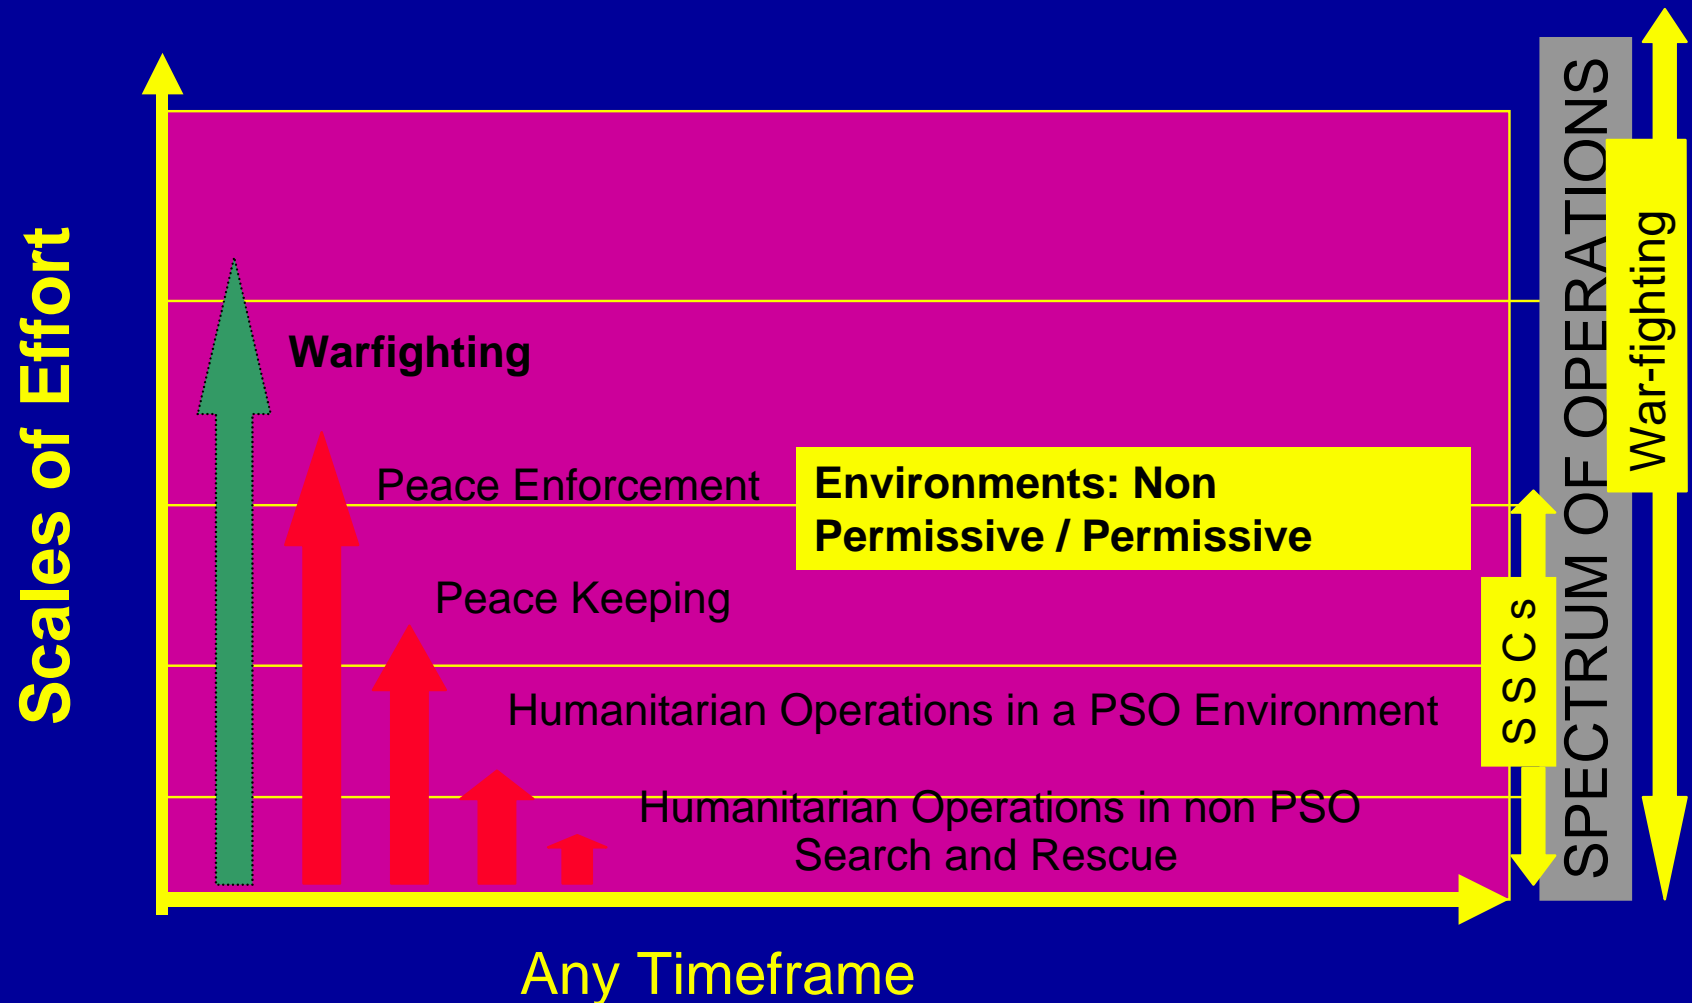 Scales of Effort
Warfighting
Peace Enforcement
Environments: Non
Permissive / Permissive
Peace Keeping
Humanitarian Operations in a PSO Environment
Humanitarian Operations in non PSO
Search and Rescue
Any Timeframe
SSCs
SPECTRUM OF OPERATIONS
War-fighting